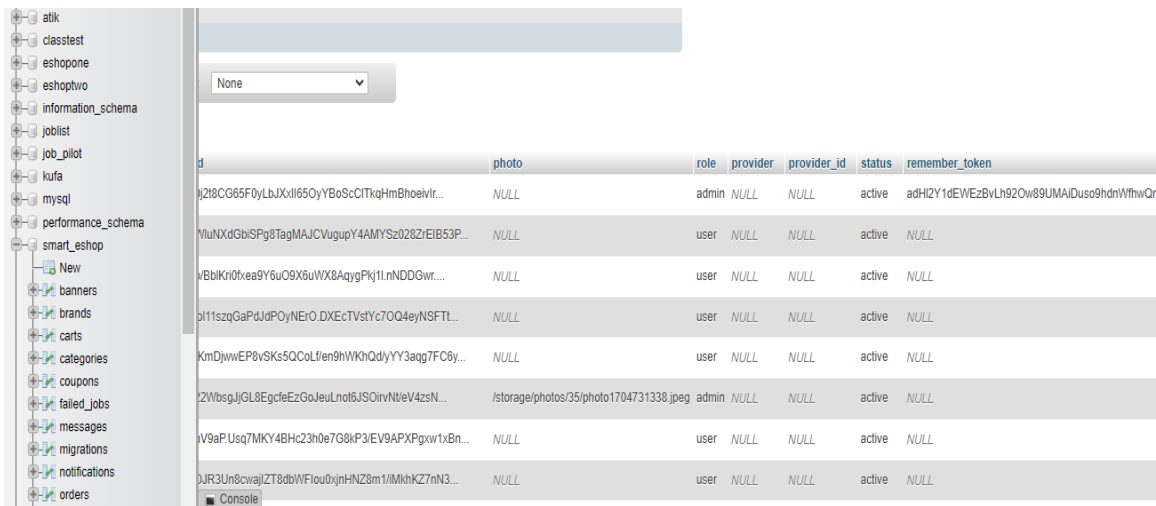 atik
classtest
eshopone
eshoptwo
information_schema
joblist
job_pilot
kufa
mysql
performance_schema
smart_eshop
New
banners
brands
carts
categories
coupons
failed_jobs
messages
migrations
notifications
orders
None
d photo role provider provider_id status remember_token
NULL admin NULL NULL active
NULL user NULL NULL active NULL
NULL user NULL NULL active NULL
NULL user NULL NULL active NULL
NULL user NULL NULL active NULL
/storage/photos/35/photo1704731338.jpeg admin NULL NULL active NULL
NULL user NULL NULL active NULL
NULL user NULL NULL active NULL
Console